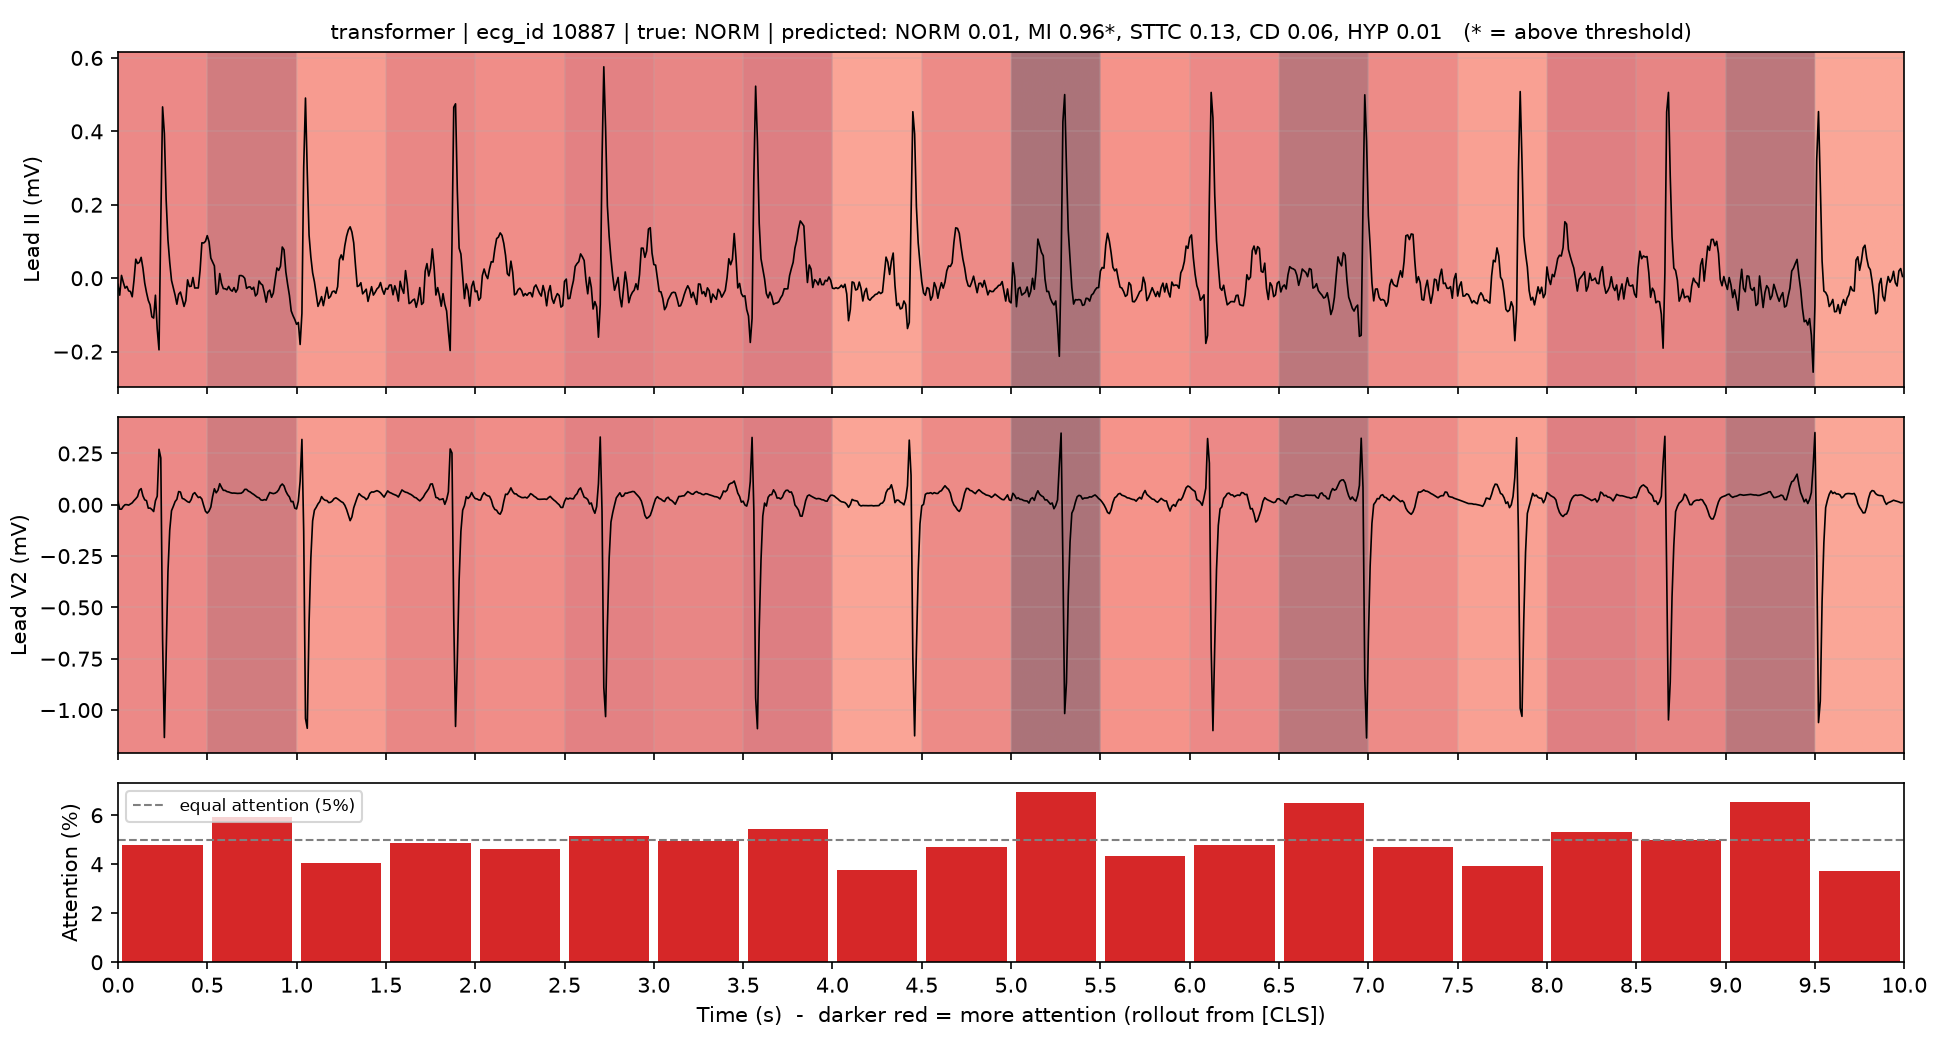 transformer | ecg_id 10887 | true: NORM | predicted: NORM 0.01, MI 0.96*, STTC 0.13, CD 0.06, HYP 0.01   (* = above threshold)
Lead II (mV)
0.6
0.4
0.2
0.0
−0.2
Lead V2 (mV)
0.25
0.00
−0.25
−0.50
−0.75
−1.00
Attention (%)
6
4
2
0
equal attention (5%)
0.0 0.5 1.0 1.5 2.0 2.5 3.0 3.5 4.0 4.5 5.0 5.5 6.0 6.5 7.0 7.5 8.0 8.5 9.0 9.5 10.0
Time (s)  -  darker red = more attention (rollout from [CLS])